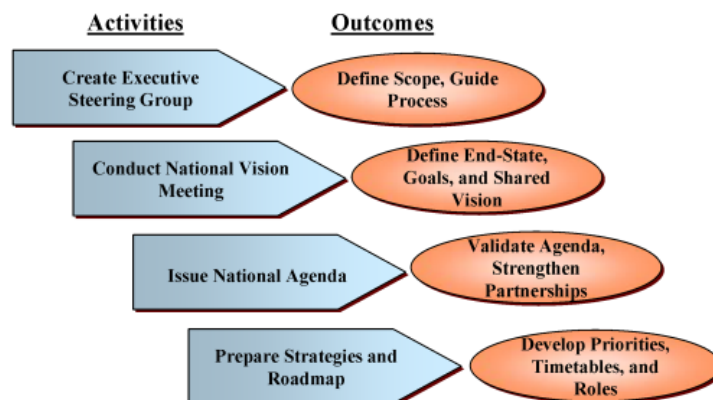 Activities
Outcomes
Create Executive
Steering Group
Define Scope, Guide
Process
Conduct National Vision
Meeting
Define End-State,
Goals, and Shared
Vision
Issue National Agenda
Validate Agenda,
Strengthen
Partnerships
Prepare Strategies and
Roadmap
Develop Priorities,
Timetables, and
Roles